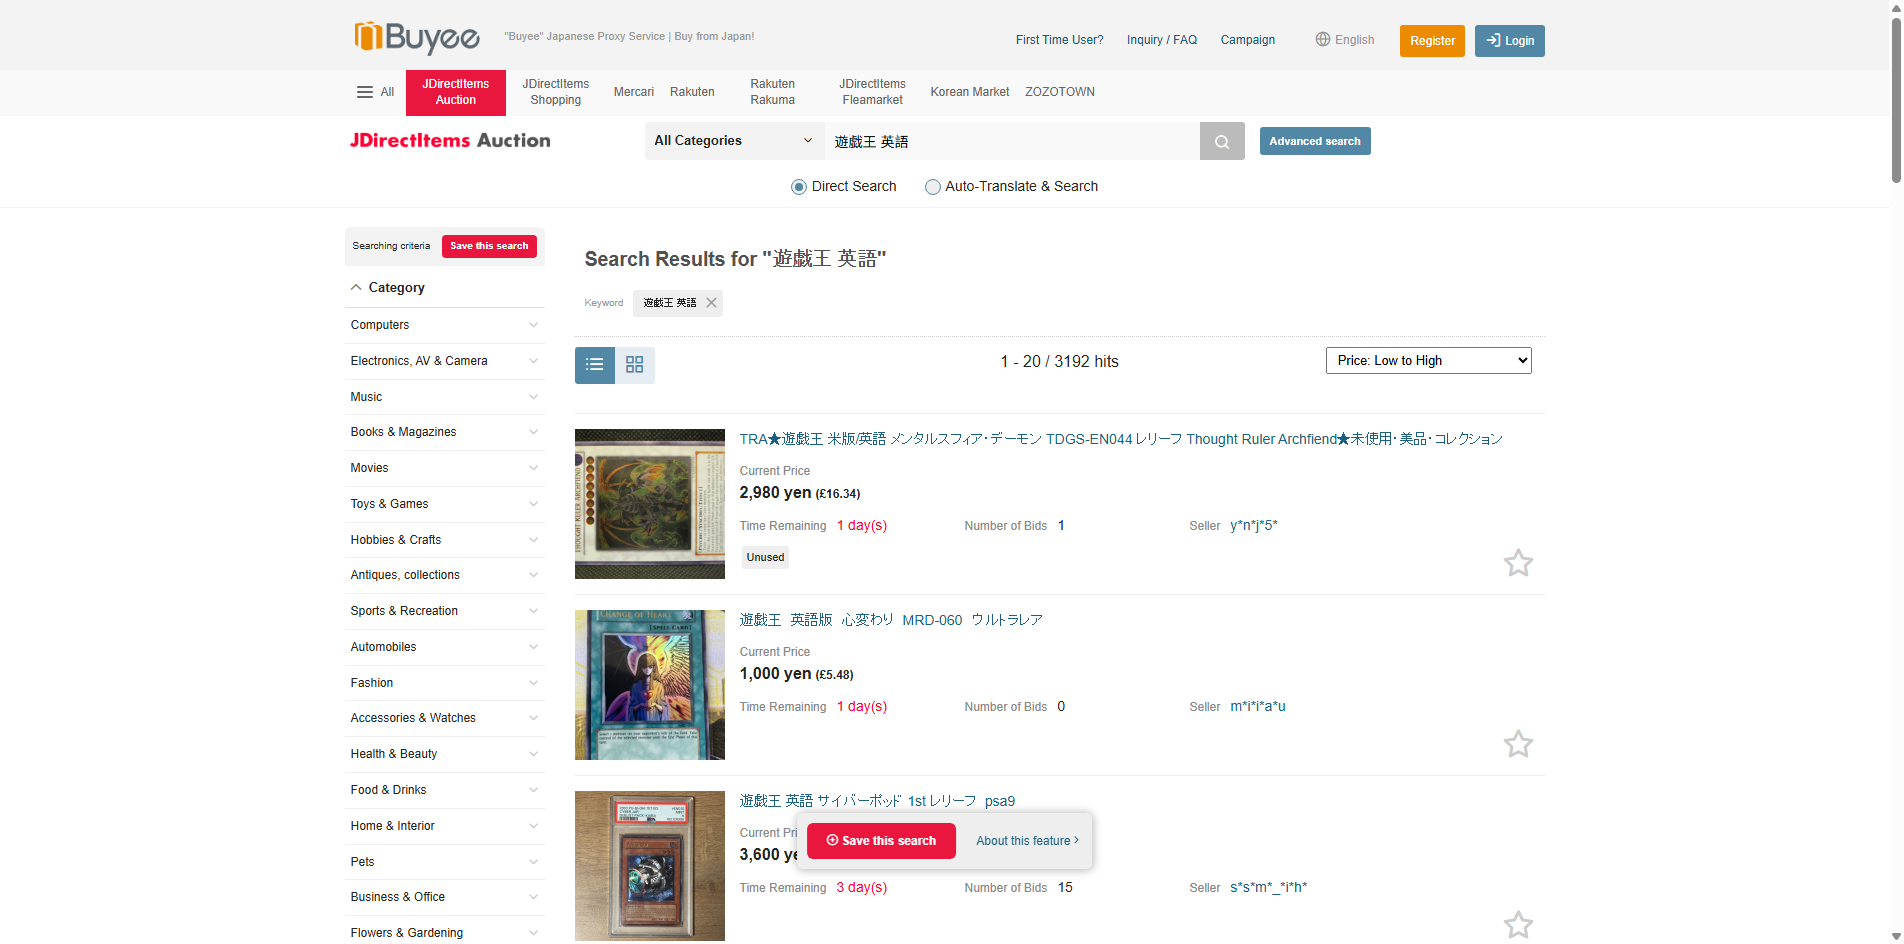 Buyee
"Buyee" Japanese Proxy Service | Buy from Japan!
First Time User?
Inquiry / FAQ
Campaign
English
Register
Login
All
JDirectItems Auction
JDirectItems Shopping
Mercari
Rakuten
Rakuten Rakuma
JDirectItems Fleamarket
Korean Market
ZOZOTOWN
JDirectItems Auction
All Categories
遊戯王 英語
Advanced search
Direct Search
Auto-Translate & Search
Searching criteria
Save this search
Category
Computers
Electronics, AV & Camera
Music
Books & Magazines
Movies
Toys & Games
Hobbies & Crafts
Antiques, collections
Sports & Recreation
Automobiles
Fashion
Accessories & Watches
Health & Beauty
Food & Drinks
Home & Interior
Pets
Business & Office
Flowers & Gardening
Search Results for "遊戯王 英語"
Keyword
遊戯王 英語
1 - 20 / 3192 hits
Price: Low to High
TRA★遊戯王 米版/英語 メンタルスフィア・デーモン TDGS-EN044 レリーフ Thought Ruler Archfiend★未使用・美品・コレクション
Current Price
2,980 yen (£16.34)
Time Remaining 1 day(s)
Number of Bids 1
Seller y*n*j*5*
Unused
THOUGHT RULER ARCHFIEND
遊戯王 英語版 心変わり MRD-060 ウルトラレア
Current Price
1,000 yen (£5.48)
Time Remaining 1 day(s)
Number of Bids 0
Seller m*i*i*a*u
CHANGE OF HEART
[SPELL CARD]
遊戯王 英語 サイバーポッド 1st レリーフ psa9
Current Pri
3,600 ye
Time Remaining 3 day(s)
Number of Bids 15
Seller s*s*m*_*i*h*
Save this search
About this feature